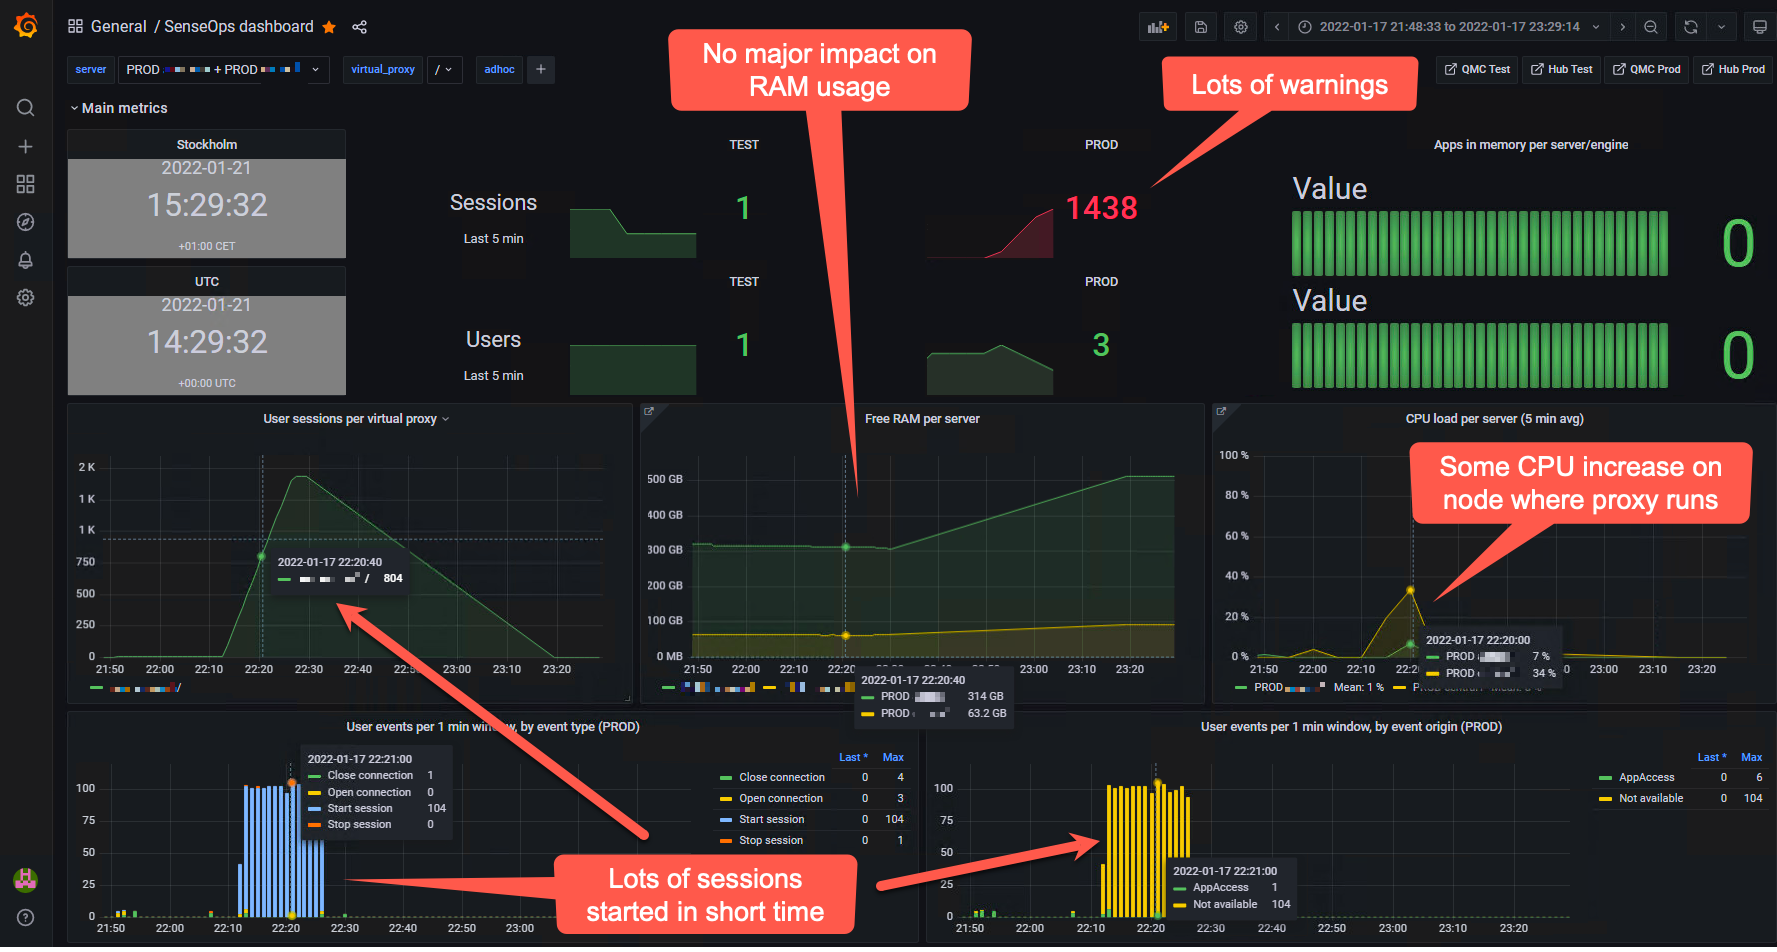 General / SenseOps dashboard
2022-01-17 21:48:33 to 2022-01-17 23:29:14
server PROD + PROD virtual_proxy / adhoc +
QMC Test Hub Test QMC Prod Hub Prod
No major impact on
RAM usage
Lots of warnings
Main metrics
Stockholm
2022-01-21
15:29:32
+01:00 CET
UTC
2022-01-21
14:29:32
+00:00 UTC
TEST PROD
Sessions
Last 5 min
1
1438
TEST PROD
Users
Last 5 min
1
3
Apps in memory per server/engine
Value
0
Value
0
User sessions per virtual proxy
2 K
1 K
1 K
750
500
250
0
21:50 22:00 22:10 22:20 22:30 22:40 22:50 23:00 23:10 23:20
2022-01-17 22:20:40
/ 804
/
Free RAM per server
500 GB
400 GB
300 GB
200 GB
100 GB
0 MB
21:50 22:00 22:10 22:20 22:30 22:40 22:50 23:00 23:10 23:20
2022-01-17 22:20:40
PROD 314 GB
PROD 63.2 GB
CPU load per server (5 min avg)
Some CPU increase on
node where proxy runs
100 %
80 %
60 %
40 %
20 %
0 %
21:50 22:00 22:10 22:2 23:00 23:10 23:20
2022-01-17 22:20:00
PROD 7 %
PROD 34 %
PROD Mean: 1 %
User events per 1 min window, by event type (PROD)
100
75
50
25
0
21:50 22:00 22:10 22:20 22:30 22:40 22:50 23:00
2022-01-17 22:21:00
Close connection 1
Open connection 0
Start session 104
Stop session 0
Last * Max
Close connection 0 4
Open connection 0 3
Start session 0 104
Stop session 0 1
Lots of sessions
started in short time
User events per 1 min window, by event origin (PROD)
100
75
50
25
0
21:50 22:00 22:10 22:20 22:30 22:40 22:50 23:00 23:10 23:20
2022-01-17 22:21:00
AppAccess 1
Not available 104
Last * Max
AppAccess 0 6
Not available 0 104